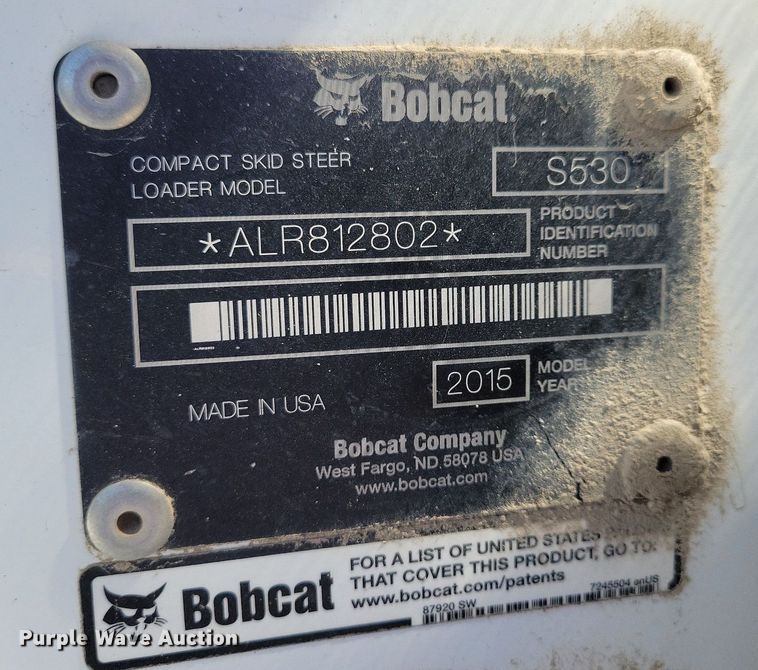 Bobcat
COMPACT SKID STEER
LOADER MODEL
S530
*ALR812802*
PRODUCT
IDENTIFICATION
NUMBER
2015
MODEL
YEAR
MADE IN USA
Bobcat Company
West Fargo, ND 58078 USA
www.bobcat.com
Bobcat
FOR A LIST OF UNITED STATES
THAT COVER THIS PRODUCT, GO TO:
www.bobcat.com/patents
87920 SW
7245504 enUS
Purple Wave Auction